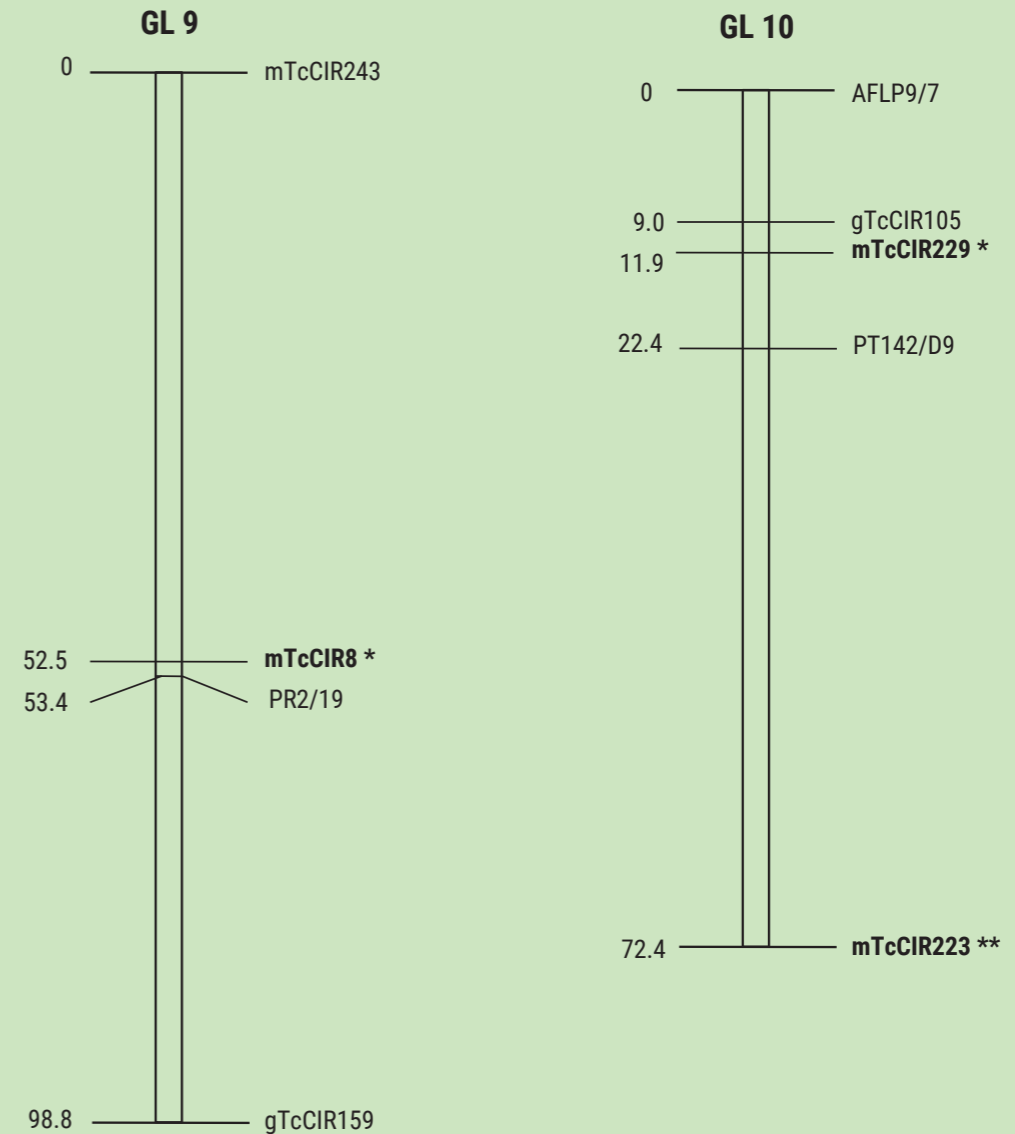 GL 9
0 mTcCIR243
52.5 mTcCIR8 *
53.4 PR2/19
98.8 gTcCIR159
GL 10
0 AFLP9/7
9.0 gTcCIR105
11.9 mTcCIR229 *
22.4 PT142/D9
72.4 mTcCIR223 **